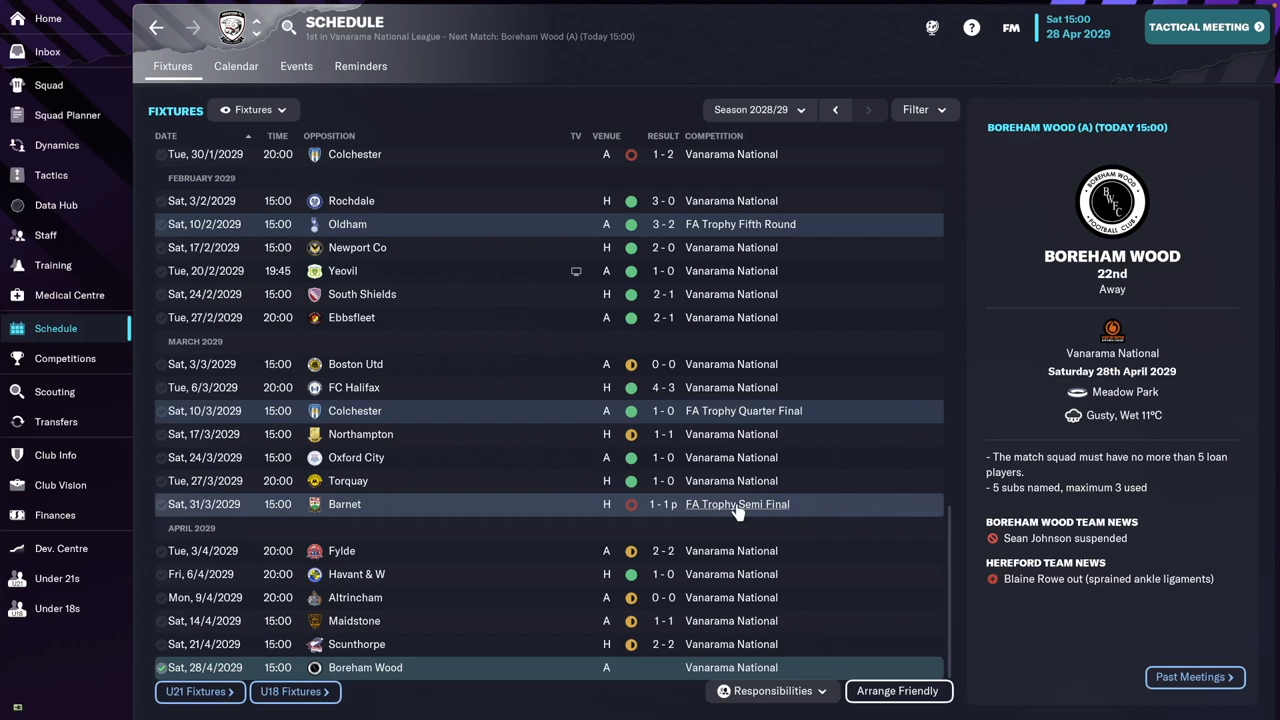 Home
SCHEDULE
1st in Vanarama National League - Next Match: Boreham Wood (A) (Today 15:00)
FM
Sat 15:00
28 Apr 2029
TACTICAL MEETING
Inbox
Squad
Squad Planner
Dynamics
Tactics
Data Hub
Staff
Training
Medical Centre
Schedule
Competitions
Scouting
Transfers
Club Info
Club Vision
Finances
Dev. Centre
U21 Under 21s
U18 Under 18s
Fixtures Calendar Events Reminders
FIXTURES Fixtures Season 2028/29 Filter
DATE TIME OPPOSITION TV VENUE RESULT COMPETITION
Tue, 30/1/2029 20:00 Colchester A 1 - 2 Vanarama National
FEBRUARY 2029
Sat, 3/2/2029 15:00 Rochdale H 3 - 0 Vanarama National
Sat, 10/2/2029 15:00 Oldham A 3 - 2 FA Trophy Fifth Round
Sat, 17/2/2029 15:00 Newport Co H 2 - 0 Vanarama National
Tue, 20/2/2029 19:45 Yeovil A 1 - 0 Vanarama National
Sat, 24/2/2029 15:00 South Shields H 2 - 1 Vanarama National
Tue, 27/2/2029 20:00 Ebbsfleet A 2 - 1 Vanarama National
MARCH 2029
Sat, 3/3/2029 15:00 Boston Utd A 0 - 0 Vanarama National
Tue, 6/3/2029 20:00 FC Halifax H 4 - 3 Vanarama National
Sat, 10/3/2029 15:00 Colchester A 1 - 0 FA Trophy Quarter Final
Sat, 17/3/2029 15:00 Northampton H 1 - 1 Vanarama National
Sat, 24/3/2029 15:00 Oxford City A 1 - 0 Vanarama National
Tue, 27/3/2029 20:00 Torquay H 1 - 0 Vanarama National
Sat, 31/3/2029 15:00 Barnet H 1 - 1 p FA Trophy Semi Final
APRIL 2029
Tue, 3/4/2029 20:00 Fylde A 2 - 2 Vanarama National
Fri, 6/4/2029 20:00 Havant & W H 1 - 0 Vanarama National
Mon, 9/4/2029 20:00 Altrincham A 0 - 0 Vanarama National
Sat, 14/4/2029 15:00 Maidstone A 1 - 1 Vanarama National
Sat, 21/4/2029 15:00 Scunthorpe H 2 - 2 Vanarama National
Sat, 28/4/2029 15:00 Boreham Wood A Vanarama National
U21 Fixtures > U18 Fixtures > Responsibilities Arrange Friendly
BOREHAM WOOD (A) (TODAY 15:00)
BOREHAM WOOD
BWFC
FOOTBALL CLUB
BOREHAM WOOD
22nd
Away
Vanarama National
Saturday 28th April 2029
Meadow Park
Gusty, Wet 11°C
- The match squad must have no more than 5 loan
players.
- 5 subs named, maximum 3 used
BOREHAM WOOD TEAM NEWS
Sean Johnson suspended
HEREFORD TEAM NEWS
Blaine Rowe out (sprained ankle ligaments)
Past Meetings >